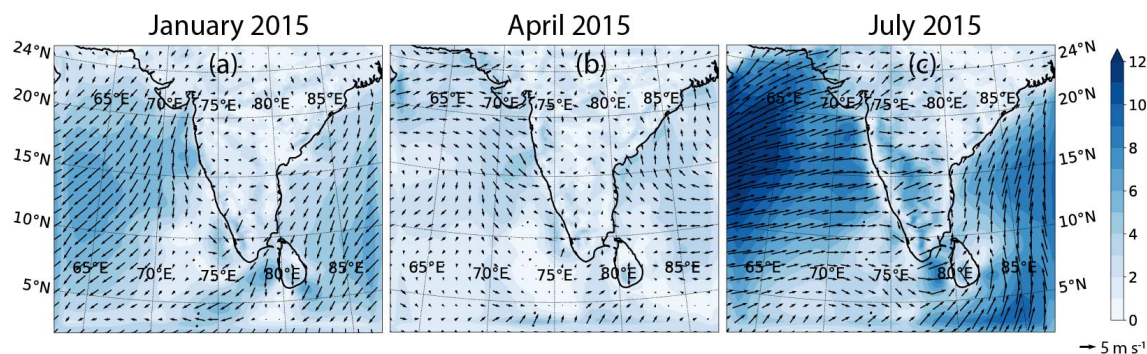 January 2015 April 2015 July 2015
(a) (b) (c)
24°N 24°N 12
65°E 70°E 75°E 80°E 85°E 65°E 70°E 75°E 80°E 85°E 65°E 70°E 75°E 80°E 85°E
20°N 20°N 10
15°N 15°N 8
6
10°N 10°N 4
65°E 70°E 75°E 80°E 85°E 65°E 70°E 75°E 80°E 85°E 65°E 70°E 75°E 80°E 85°E
5°N 5°N 2
0
5 m s⁻¹